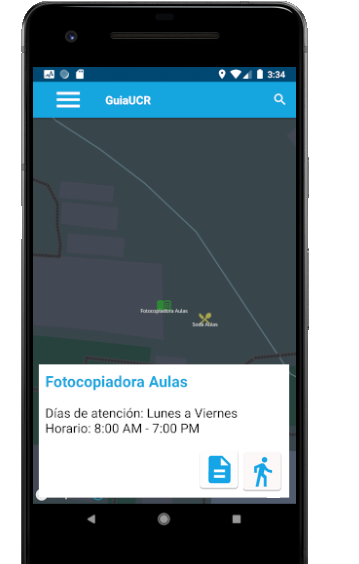 3:34
GuiaUCR
Fotocopiadora Aulas
Soda Aulas
Fotocopiadora Aulas
Días de atención: Lunes a Viernes
Horario: 8:00 AM - 7:00 PM